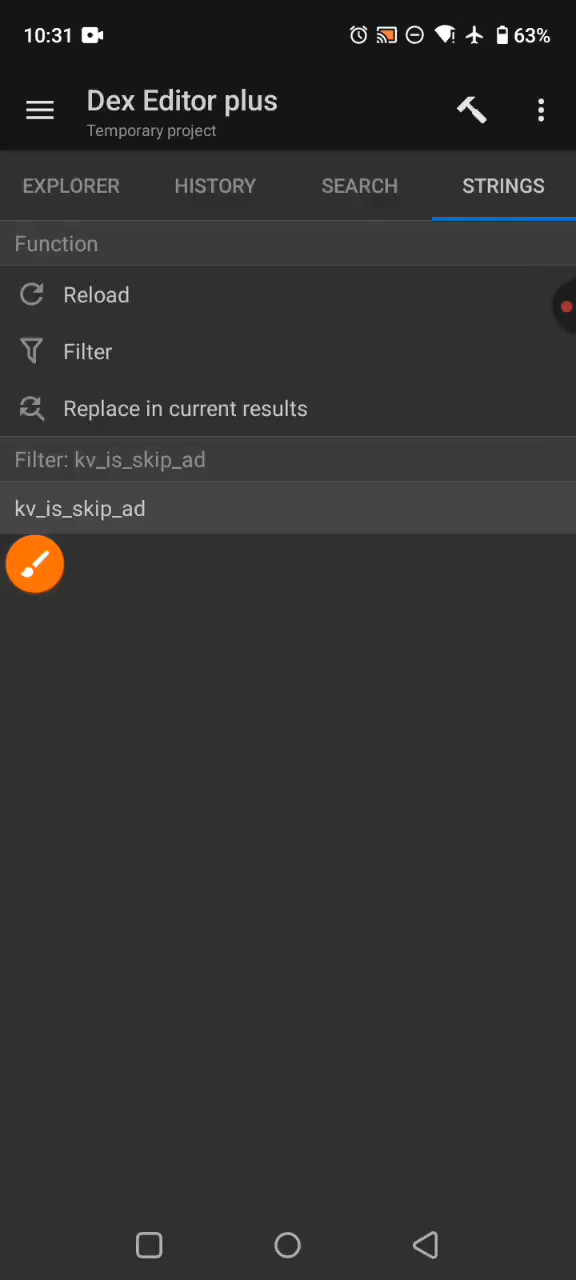 10:31
63%
Dex Editor plus
Temporary project
EXPLORER HISTORY SEARCH STRINGS
Function
Reload
Filter
Replace in current results
Filter: kv_is_skip_ad
kv_is_skip_ad